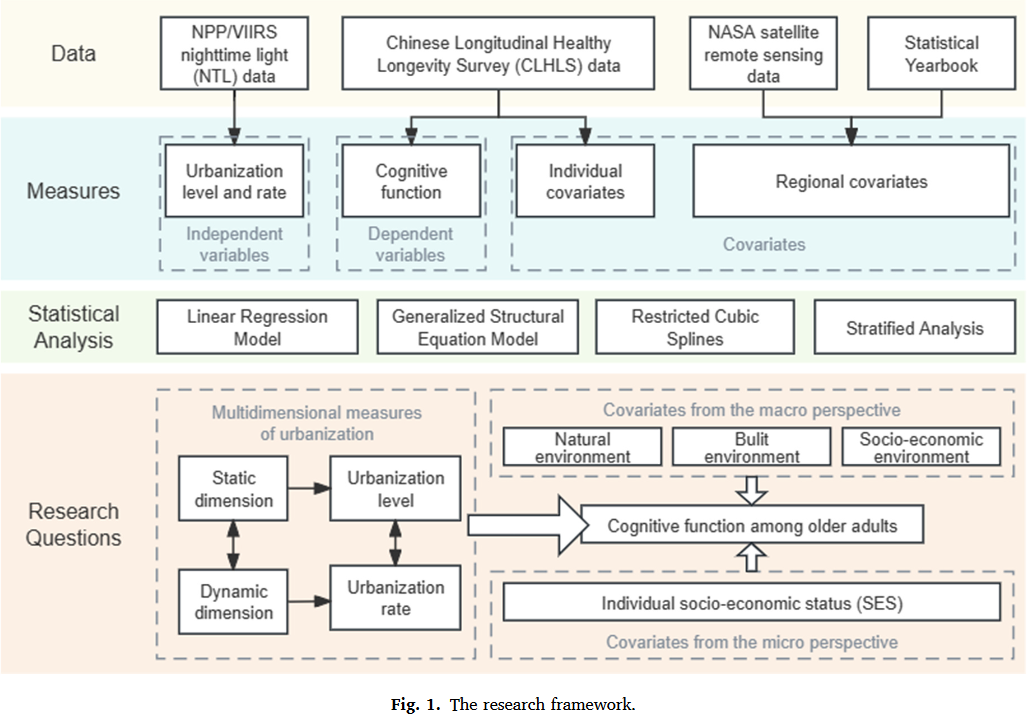 Data
NPP/VIIRS
nighttime light
(NTL) data
Chinese Longitudinal Healthy
Longevity Survey (CLHLS) data
NASA satellite
remote sensing
data
Statistical
Yearbook
Measures
Urbanization
level and rate
Cognitive
function
Individual
covariates
Regional covariates
Independent
variables
Dependent
variables
Covariates
Statistical
Analysis
Linear Regression
Model
Generalized Structural
Equation Model
Restricted Cubic
Splines
Stratified Analysis
Research
Questions
Multidimensional measures
of urbanization
Static
dimension
Urbanization
level
Dynamic
dimension
Urbanization
rate
Covariates from the macro perspective
Natural
environment
Bulit
environment
Socio-economic
environment
Cognitive function among older adults
Individual socio-economic status (SES)
Covariates from the micro perspective
Fig. 1. The research framework.